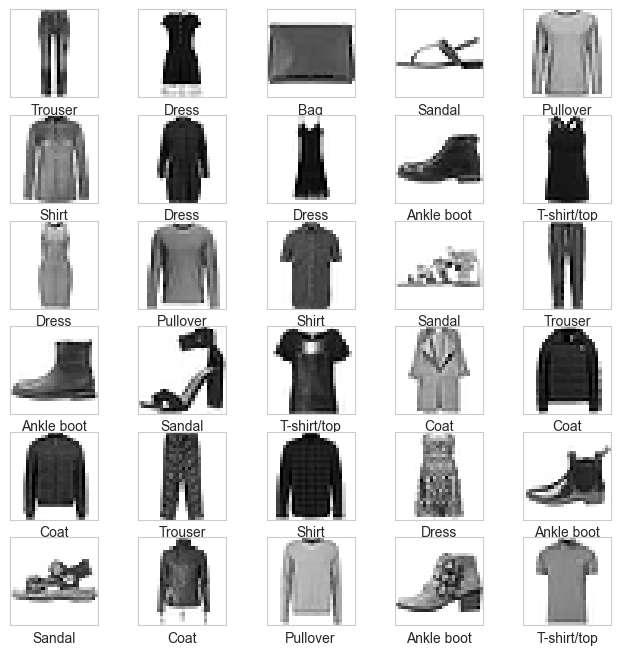 Trouser Dress Bag Sandal Pullover
Shirt Dress Dress Ankle boot T-shirt/top
Dress Pullover Shirt Sandal Trouser
Ankle boot Sandal T-shirt/top Coat Coat
Coat Trouser Shirt Dress Ankle boot
Sandal Coat Pullover Ankle boot T-shirt/top